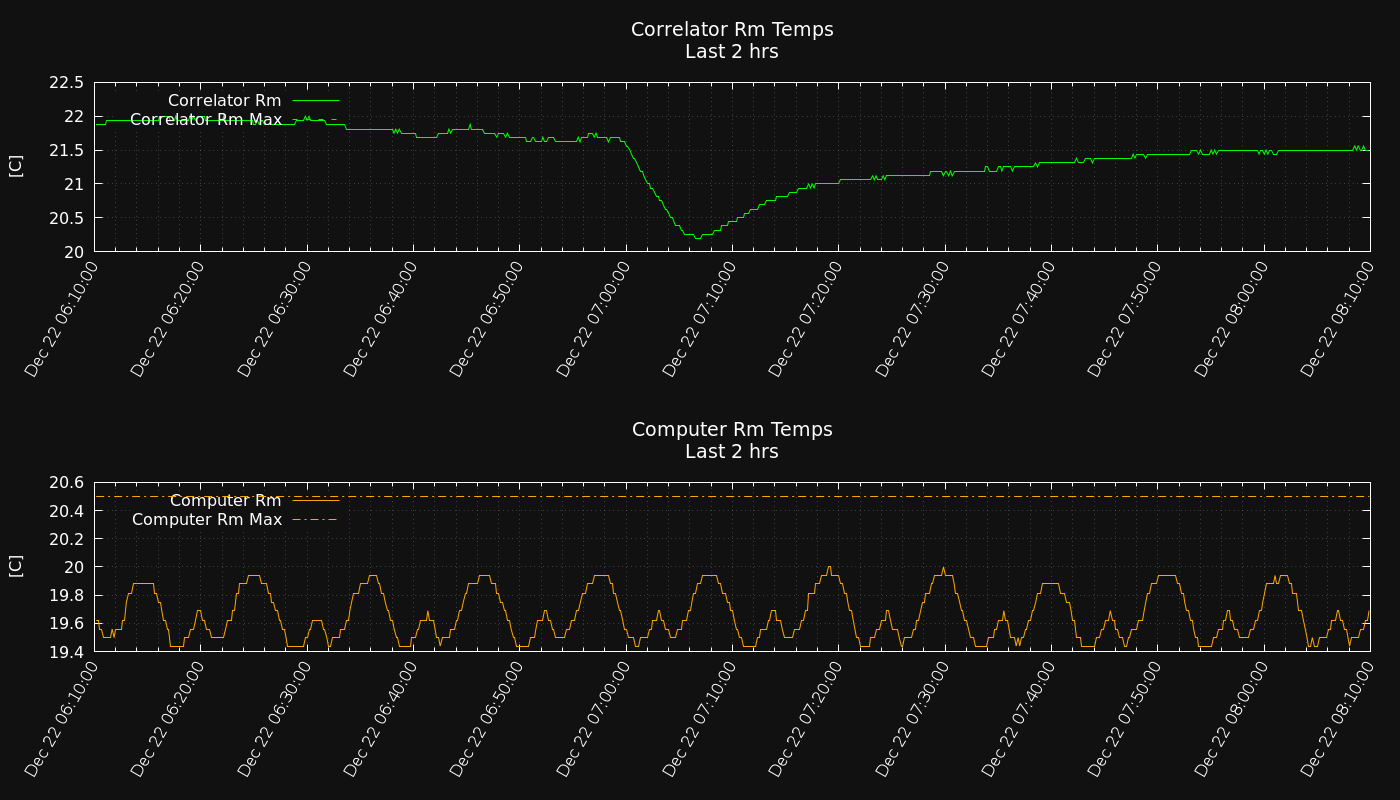 Correlator Rm Temps
Last 2 hrs
22.5
22
21.5
21
20.5
20
[C]
Correlator Rm
Correlator Rm Max
Dec 22 06:10:00
Dec 22 06:20:00
Dec 22 06:30:00
Dec 22 06:40:00
Dec 22 06:50:00
Dec 22 07:00:00
Dec 22 07:10:00
Dec 22 07:20:00
Dec 22 07:30:00
Dec 22 07:40:00
Dec 22 07:50:00
Dec 22 08:00:00
Dec 22 08:10:00
Computer Rm Temps
Last 2 hrs
20.6
20.4
20.2
20
19.8
19.6
19.4
[C]
Computer Rm
Computer Rm Max
Dec 22 06:10:00
Dec 22 06:20:00
Dec 22 06:30:00
Dec 22 06:40:00
Dec 22 06:50:00
Dec 22 07:00:00
Dec 22 07:10:00
Dec 22 07:20:00
Dec 22 07:30:00
Dec 22 07:40:00
Dec 22 07:50:00
Dec 22 08:00:00
Dec 22 08:10:00